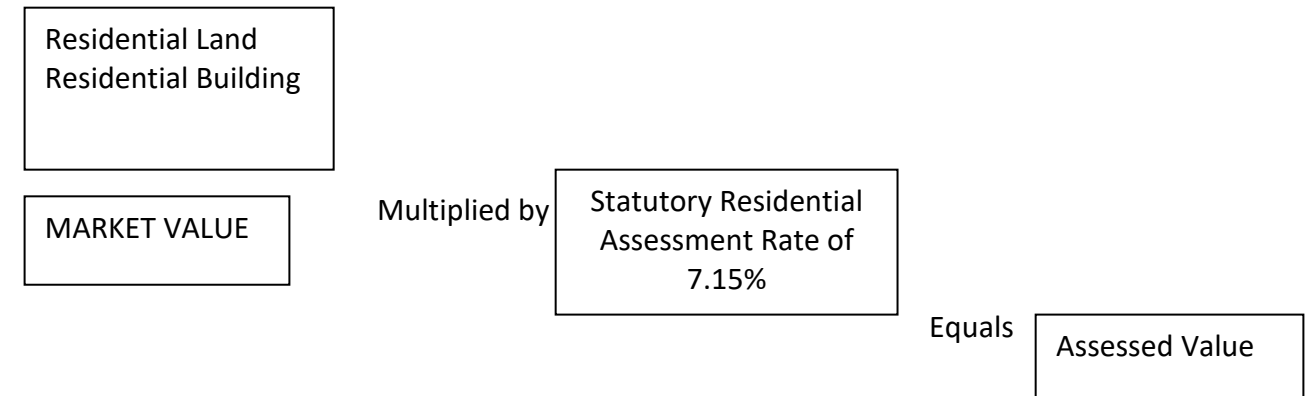 Residential Land
Residential Building
MARKET VALUE
Multiplied by
Statutory Residential
Assessment Rate of
7.15%
Equals
Assessed Value